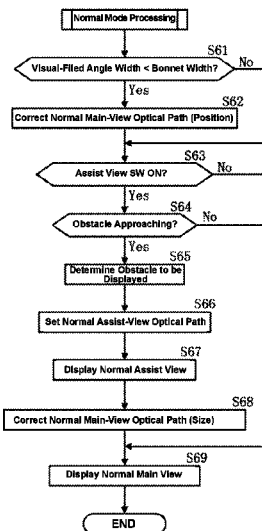 Normal Mode Processing
S61
Visual-Filed Angle Width < Bonnet Width?
No
Yes
S62
Correct Normal Main-View Optical Path (Position)
S63
Assist View SW ON?
No
Yes
S64
Obstacle Approaching?
No
Yes
S65
Determine Obstacle to be
Displayed
S66
Set Normal Assist-View Optical Path
S67
Display Normal Assist View
S68
Correct Normal Main-View Optical Path (Size)
S69
Display Normal Main View
END